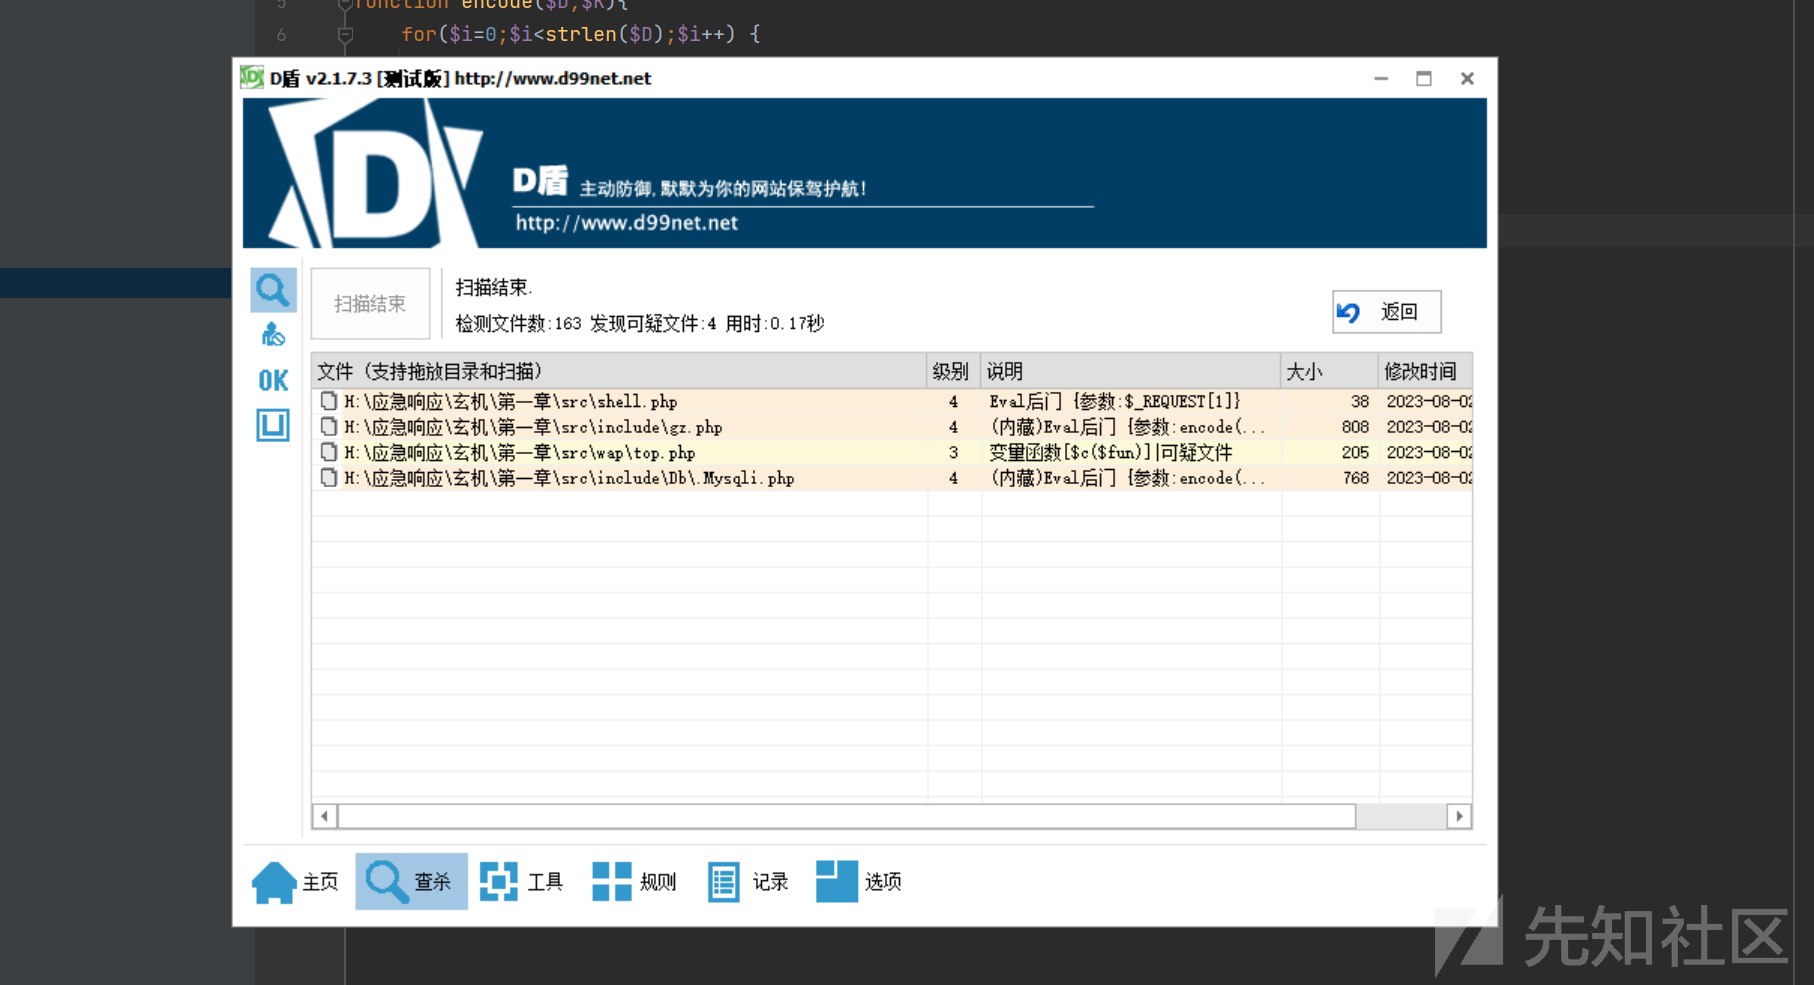 5 function encode($D,$K){
6 for($i=0;$i<strlen($D);$i++) {
D盾 v2.1.7.3 [测试版] http://www.d99net.net
D盾 主动防御,默默为你的网站保驾护航!
http://www.d99net.net
扫描结束
扫描结束.
检测文件数:163 发现可疑文件:4 用时:0.17秒
返回
OK
文件 (支持拖放目录和扫描) 级别 说明 大小 修改时间
H:\应急响应\玄机\第一章\src\shell.php 4 Eval后门 {参数:$_REQUEST[1]} 38 2023-08-02
H:\应急响应\玄机\第一章\src\include\gz.php 4 (内藏)Eval后门 {参数:encode(... 808 2023-08-02
H:\应急响应\玄机\第一章\src\wap\top.php 3 变量函数[$c($fun)]|可疑文件 205 2023-08-02
H:\应急响应\玄机\第一章\src\include\Db\.Mysqli.php 4 (内藏)Eval后门 {参数:encode(... 768 2023-08-02
主页 查杀 工具 规则 记录 选项
先知社区